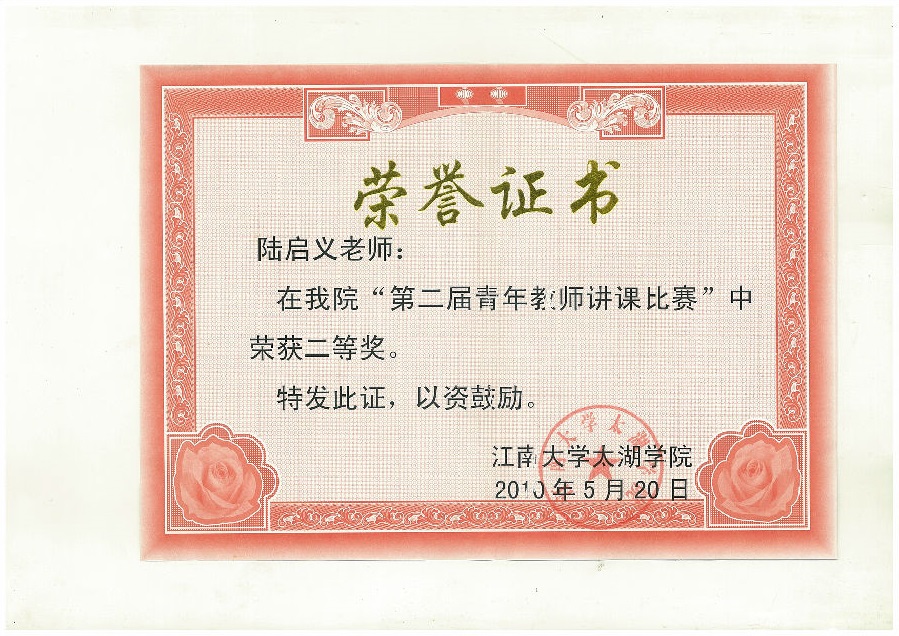 荣誉证书
陆启义老师：
在我院“第二届青年教师讲课比赛”中
荣获二等奖。
特发此证，以资鼓励。
江南大学太湖学院
2010年5月20日